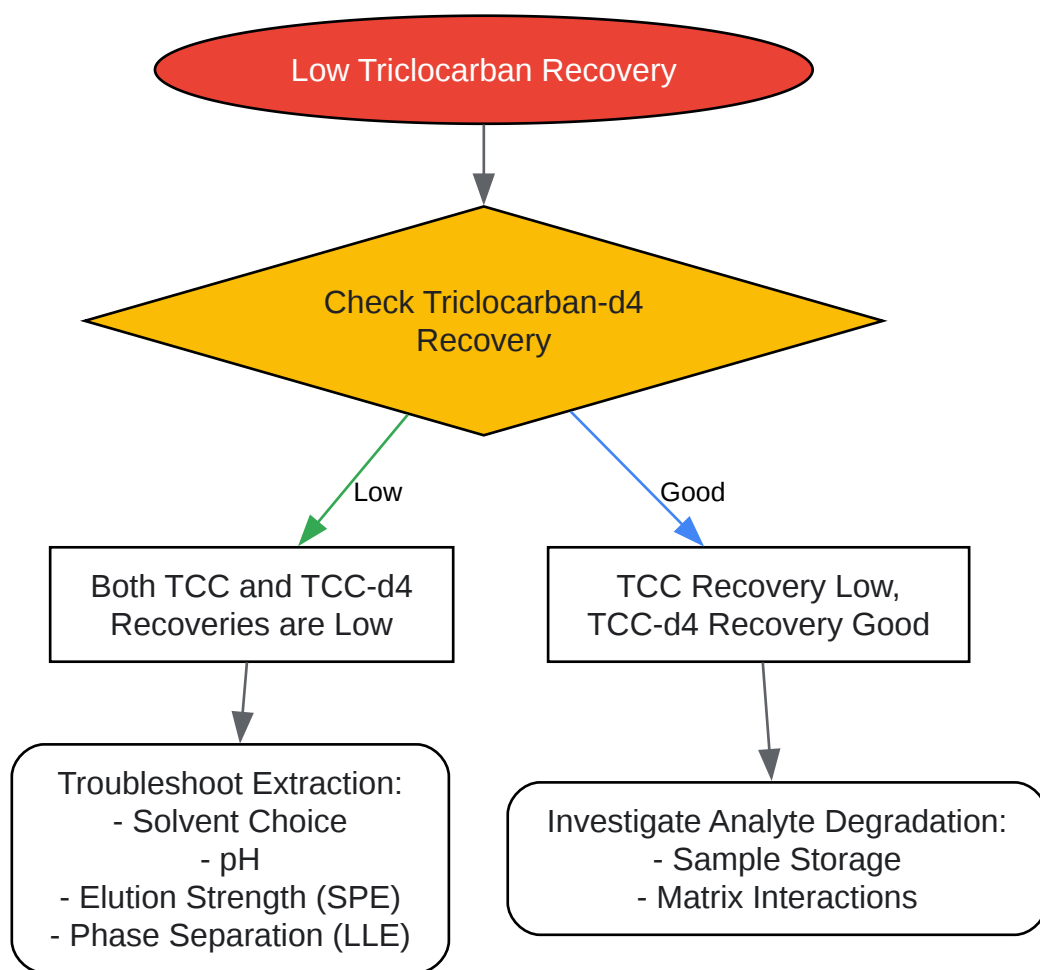 Low Triclocarban Recovery
Check Triclocarban-d4
Recovery
Low
Good
Both TCC and TCC-d4
Recoveries are Low
TCC Recovery Low,
TCC-d4 Recovery Good
Troubleshoot Extraction:
- Solvent Choice
- pH
- Elution Strength (SPE)
- Phase Separation (LLE)
Investigate Analyte Degradation:
- Sample Storage
- Matrix Interactions